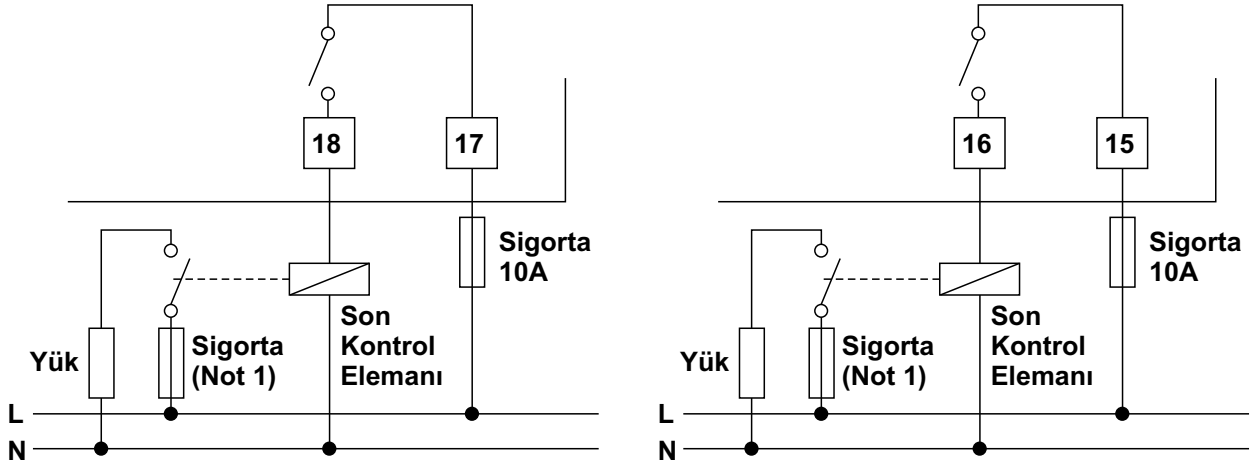 18
17
Sigorta
10A
Son
Kontrol
Elemanı
Sigorta
(Not 1)
Yük
L
N
16
15
Sigorta
10A
Son
Kontrol
Elemanı
Sigorta
(Not 1)
Yük
L
N